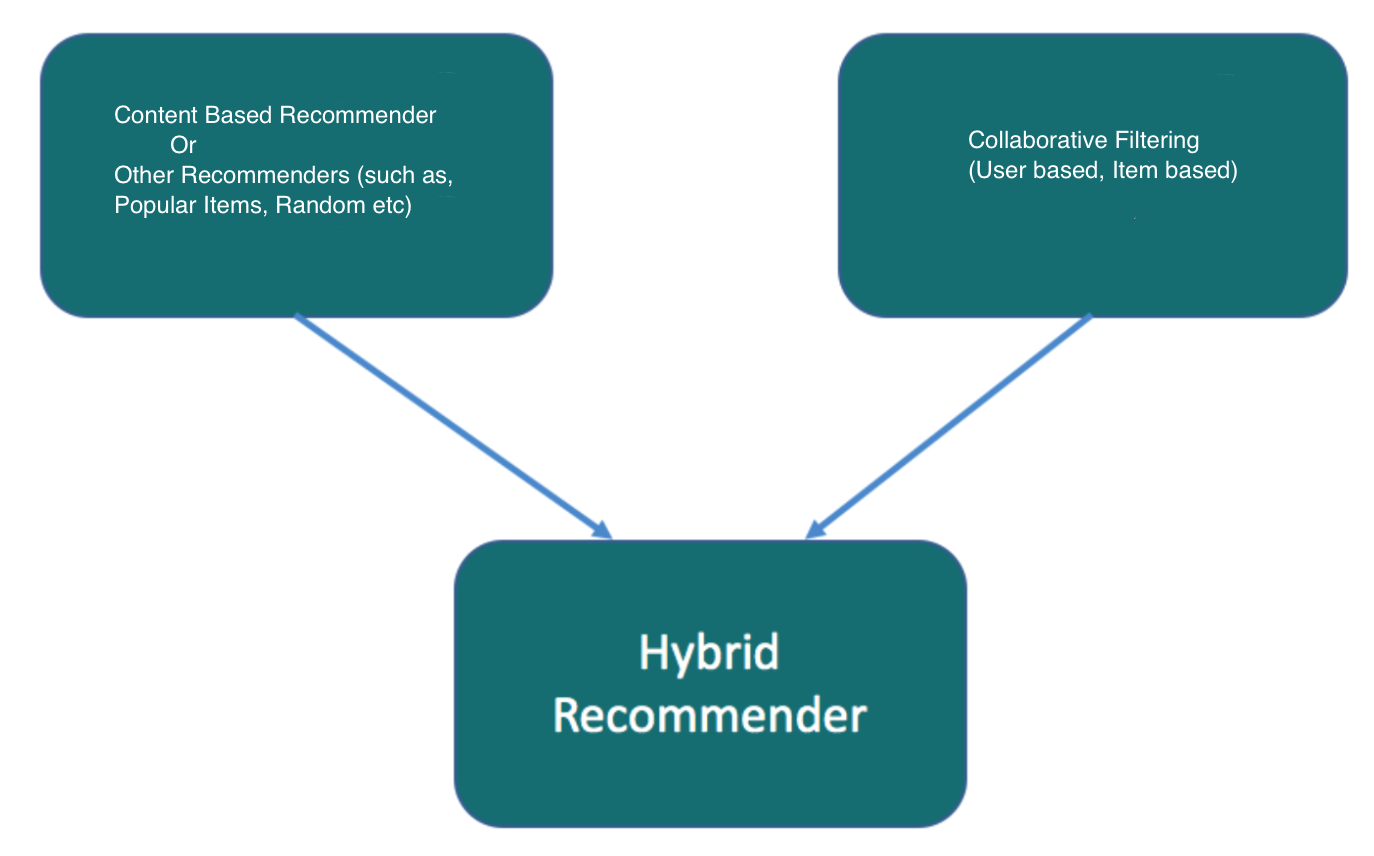 Content Based Recommender
Or
Other Recommenders (such as,
Popular Items, Random etc)
Collaborative Filtering
(User based, Item based)
Hybrid
Recommender